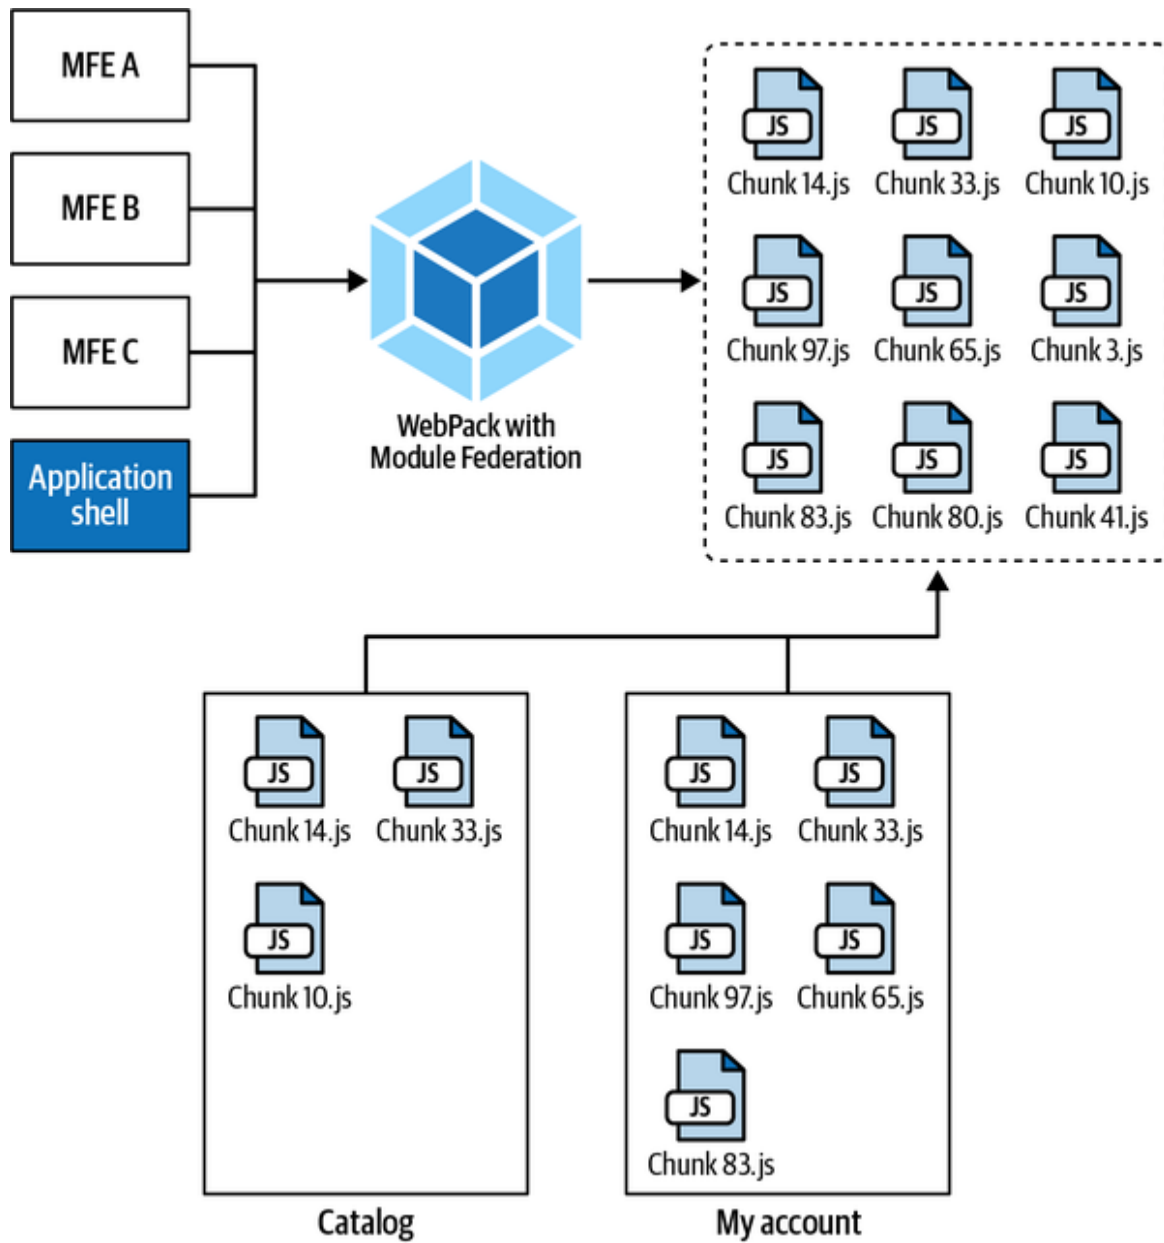 MFE A
MFE B
MFE C
Application
shell
WebPack with
Module Federation
JS
JS
JS
Chunk 14.js
Chunk 33.js
Chunk 10.js
JS
JS
JS
Chunk 97.js
Chunk 65.js
Chunk 3.js
JS
JS
JS
Chunk 83.js
Chunk 80.js
Chunk 41.js
JS
JS
Chunk 14.js
Chunk 33.js
JS
Chunk 10.js
Catalog
JS
JS
Chunk 14.js
Chunk 33.js
JS
JS
Chunk 97.js
Chunk 65.js
JS
Chunk 83.js
My account